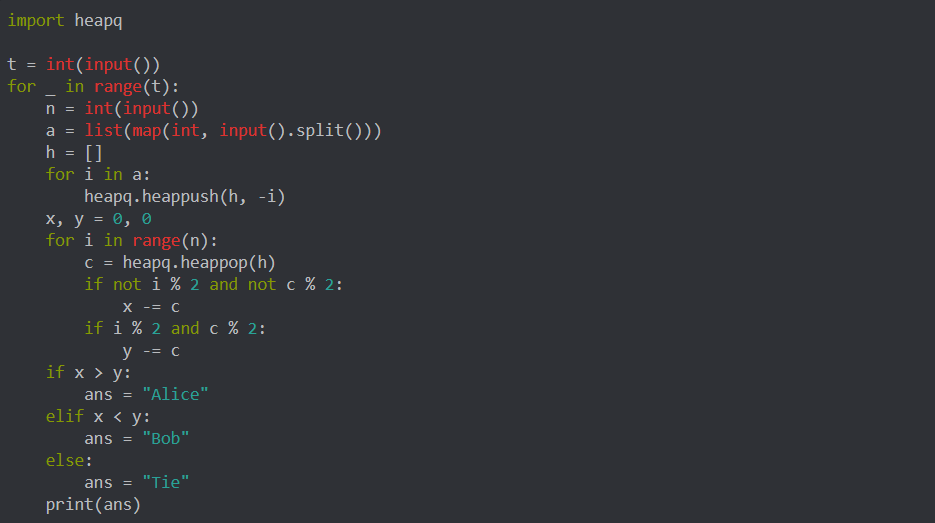 import heapq

t = int(input())
for _ in range(t):
    n = int(input())
    a = list(map(int, input().split()))
    h = []
    for i in a:
        heapq.heappush(h, -i)
    x, y = 0, 0
    for i in range(n):
        c = heapq.heappop(h)
        if not i % 2 and not c % 2:
            x -= c
        if i % 2 and c % 2:
            y -= c
    if x > y:
        ans = "Alice"
    elif x < y:
        ans = "Bob"
    else:
        ans = "Tie"
    print(ans)